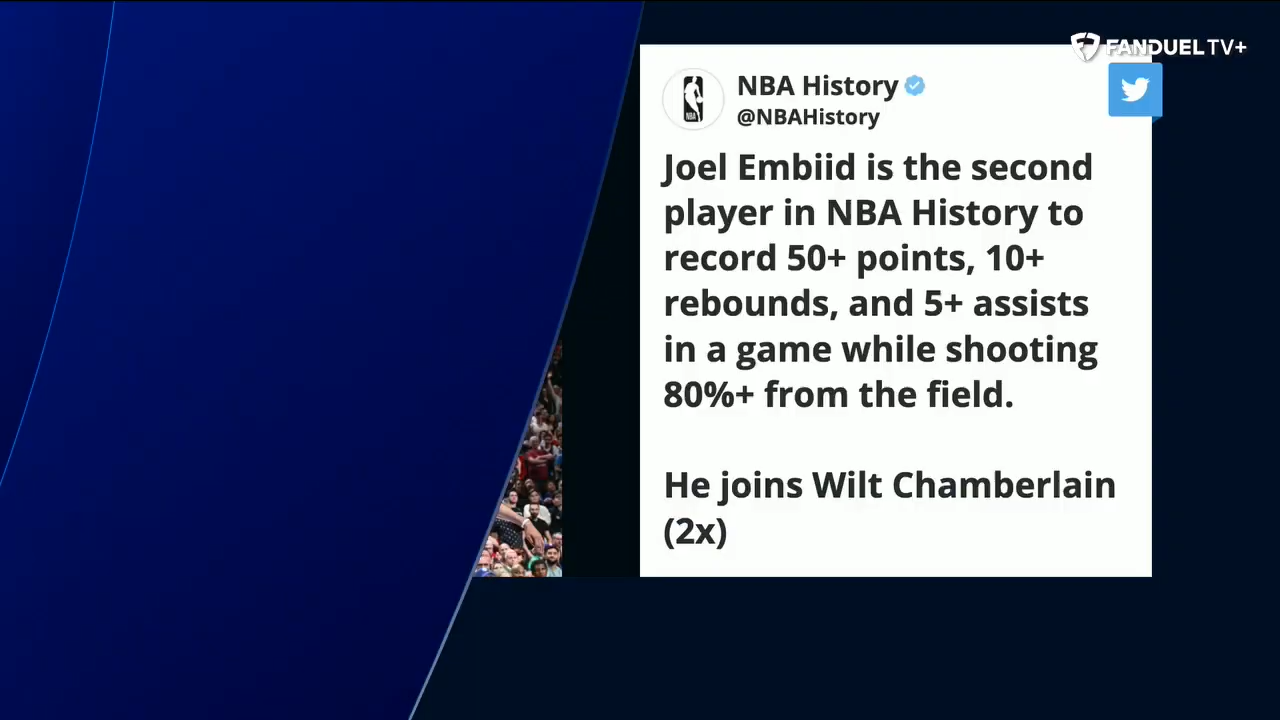 FANDUEL TV+
NBA History
@NBAHistory
NBA
Joel Embiid is the second
player in NBA History to
record 50+ points, 10+
rebounds, and 5+ assists
in a game while shooting
80%+ from the field.
He joins Wilt Chamberlain
(2x)